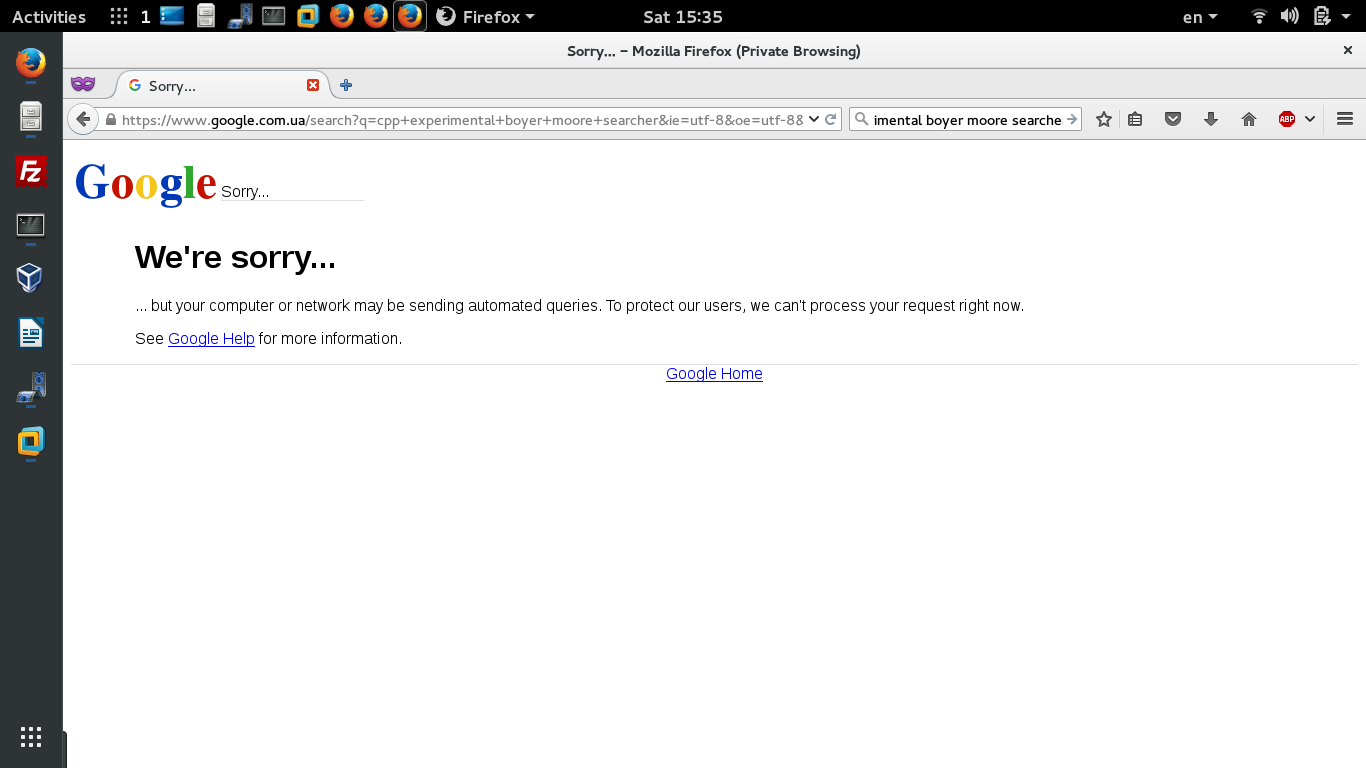 Activities 1 Firefox Sat 15:35 en
Sorry... – Mozilla Firefox (Private Browsing)
Sorry...
https://www.google.com.ua/search?q=cpp+experimental+boyer+moore+searcher&ie=utf-8&oe=utf-8& imental boyer moore searche ABP
Google Sorry...
We're sorry...
... but your computer or network may be sending automated queries. To protect our users, we can't process your request right now.
See Google Help for more information.
Google Home
Fz